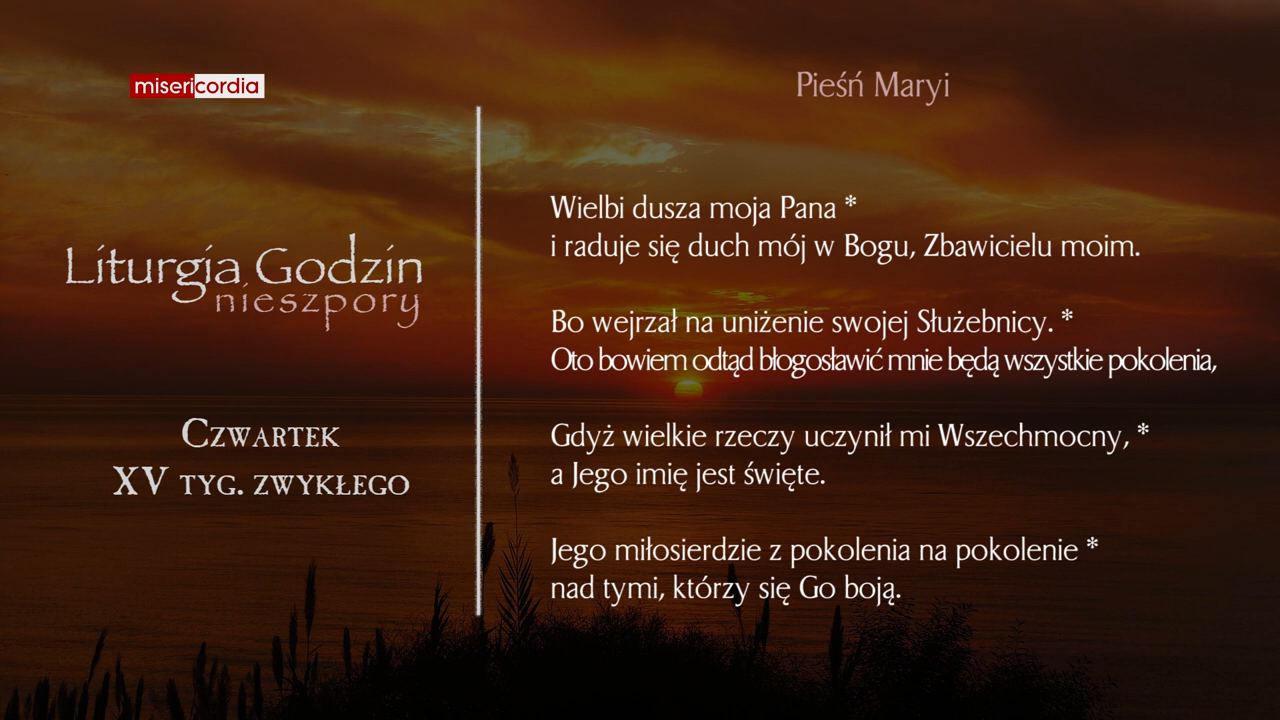 misericordia
Liturgia Godzin
nieszpory
Czwartek
XV tyg. zwykłego
Pieśń Maryi
Wielbi dusza moja Pana *
i raduje się duch mój w Bogu, Zbawicielu moim.
Bo wejrzał na uniżenie swojej Służebnicy. *
Oto bowiem odtąd błogosławić mnie będą wszystkie pokolenia,
Gdyż wielkie rzeczy uczynił mi Wszechmocny, *
a Jego imię jest święte.
Jego miłosierdzie z pokolenia na pokolenie *
nad tymi, którzy się Go boją.